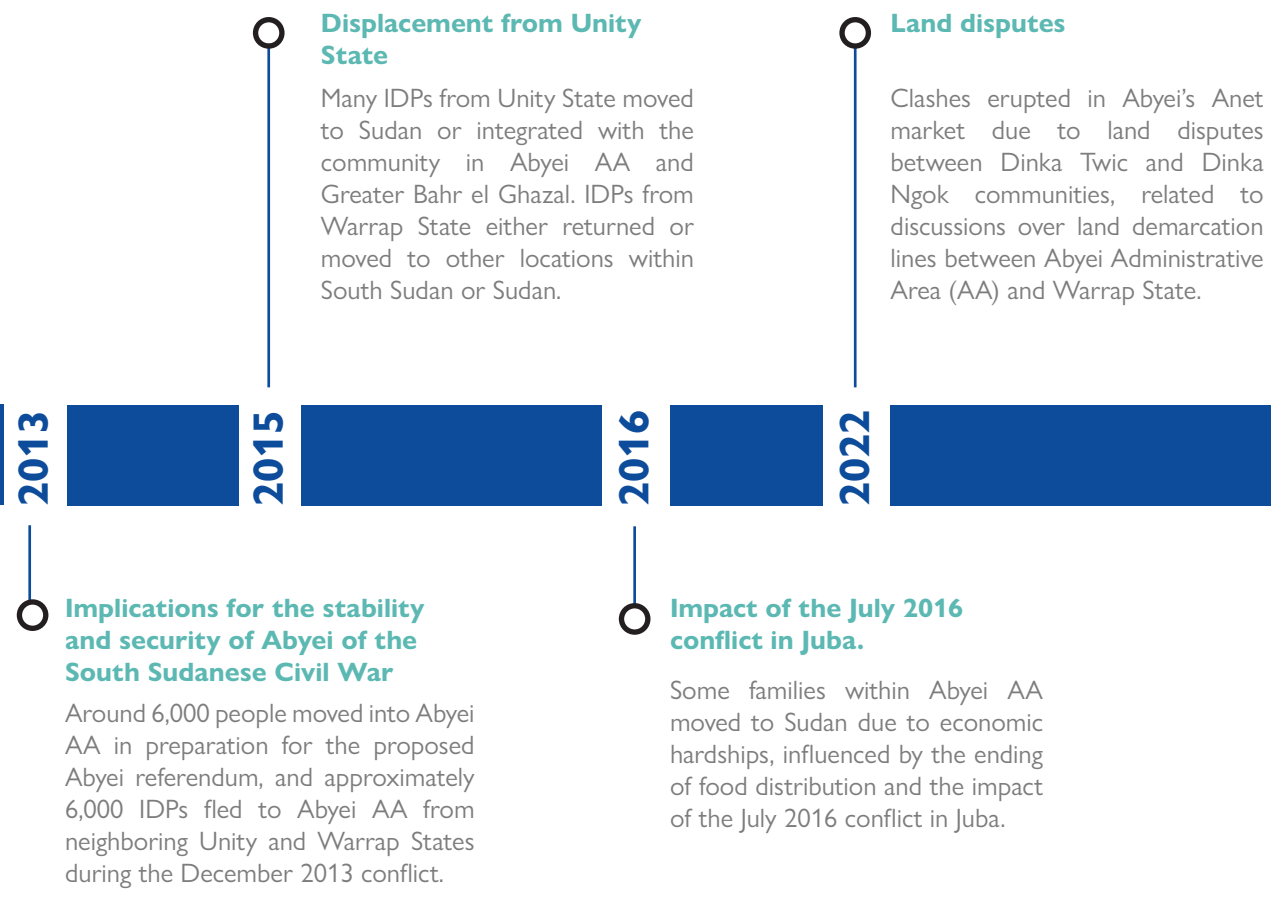 Displacement from Unity
State
Many IDPs from Unity State moved
to Sudan or integrated with the
community in Abyei AA and
Greater Bahr el Ghazal. IDPs from
Warrap State either returned or
moved to other locations within
South Sudan or Sudan.
Land disputes
Clashes erupted in Abyei’s Anet
market due to land disputes
between Dinka Twic and Dinka
Ngok communities, related to
discussions over land demarcation
lines between Abyei Administrative
Area (AA) and Warrap State.
2013
2015
2016
2022
Implications for the stability
and security of Abyei of the
South Sudanese Civil War
Around 6,000 people moved into Abyei
AA in preparation for the proposed
Abyei referendum, and approximately
6,000 IDPs fled to Abyei AA from
neighboring Unity and Warrap States
during the December 2013 conflict.
Impact of the July 2016
conflict in Juba.
Some families within Abyei AA
moved to Sudan due to economic
hardships, influenced by the ending
of food distribution and the impact
of the July 2016 conflict in Juba.